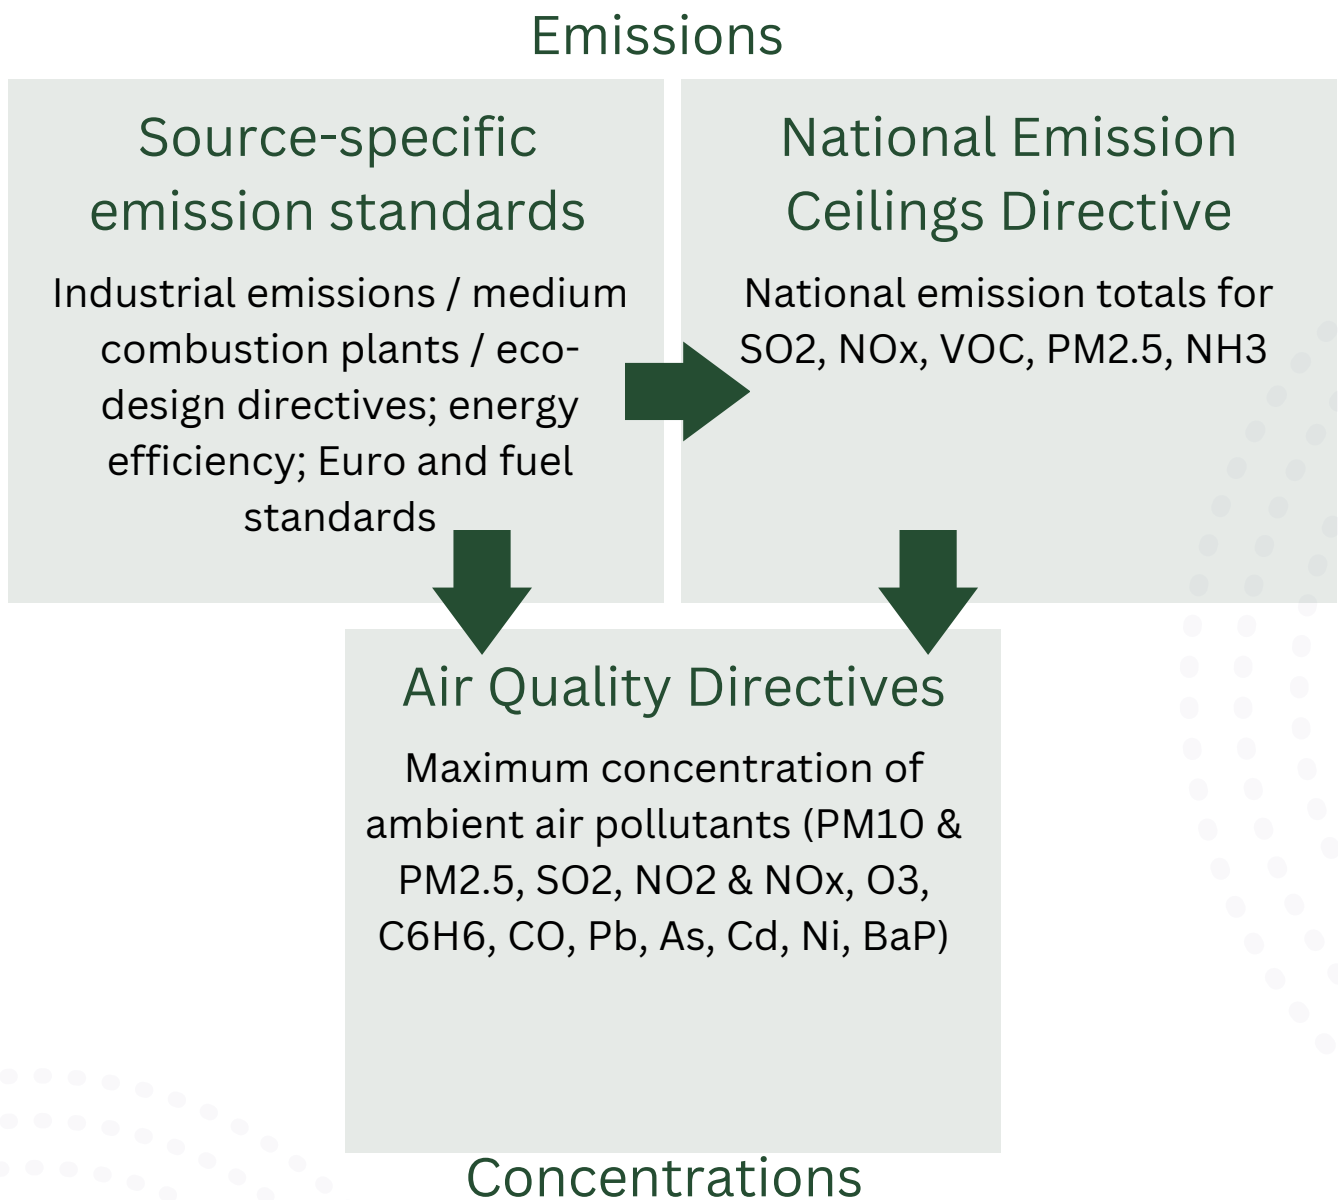 Emissions
Source-specific
emission standards
Industrial emissions / medium
combustion plants / eco-
design directives; energy
efficiency; Euro and fuel
standards
National Emission
Ceilings Directive
National emission totals for
SO2, NOx, VOC, PM2.5, NH3
Air Quality Directives
Maximum concentration of
ambient air pollutants (PM10 &
PM2.5, SO2, NO2 & NOx, O3,
C6H6, CO, Pb, As, Cd, Ni, BaP)
Concentrations